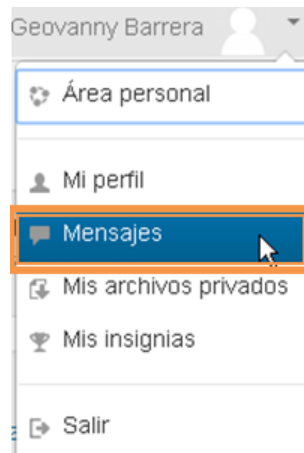 Geovanny Barrera
Área personal
Mi perfil
Mensajes
Mis archivos privados
Mis insignias
Salir